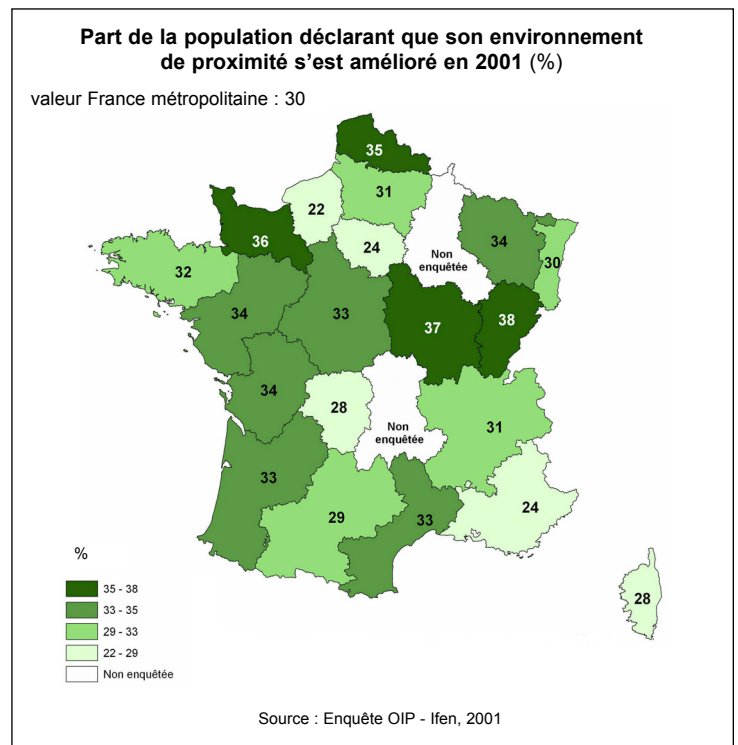 Part de la population déclarant que son environnement
de proximité s'est amélioré en 2001 (%)
valeur France métropolitaine : 30
35
31
22
24
36
Non
enquêtée
34
30
32
34
33
37
38
34
28
Non
enquêtée
31
33
29
33
24
28
%
35 - 38
33 - 35
29 - 33
22 - 29
Non enquêtée
Source : Enquête OIP - Ifen, 2001